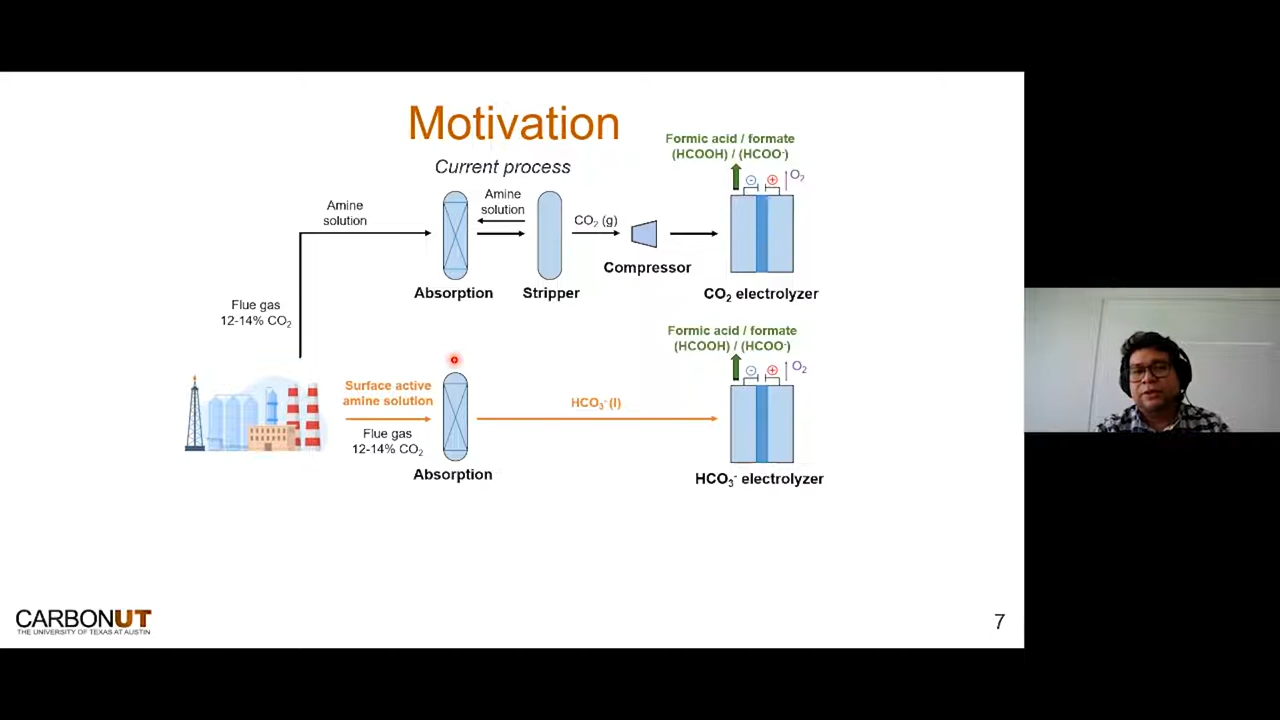 Motivation
Current process
Formic acid / formate
(HCOOH) / (HCOO⁻)
O₂
Amine
solution
Amine
solution
CO₂ (g)
Compressor
Absorption
Stripper
CO₂ electrolyzer
Flue gas
12-14% CO₂
Formic acid / formate
(HCOOH) / (HCOO⁻)
O₂
Surface active
amine solution
HCO₃⁻ (l)
Flue gas
12-14% CO₂
Absorption
HCO₃⁻ electrolyzer
CARBONUT
THE UNIVERSITY OF TEXAS AT AUSTIN
7